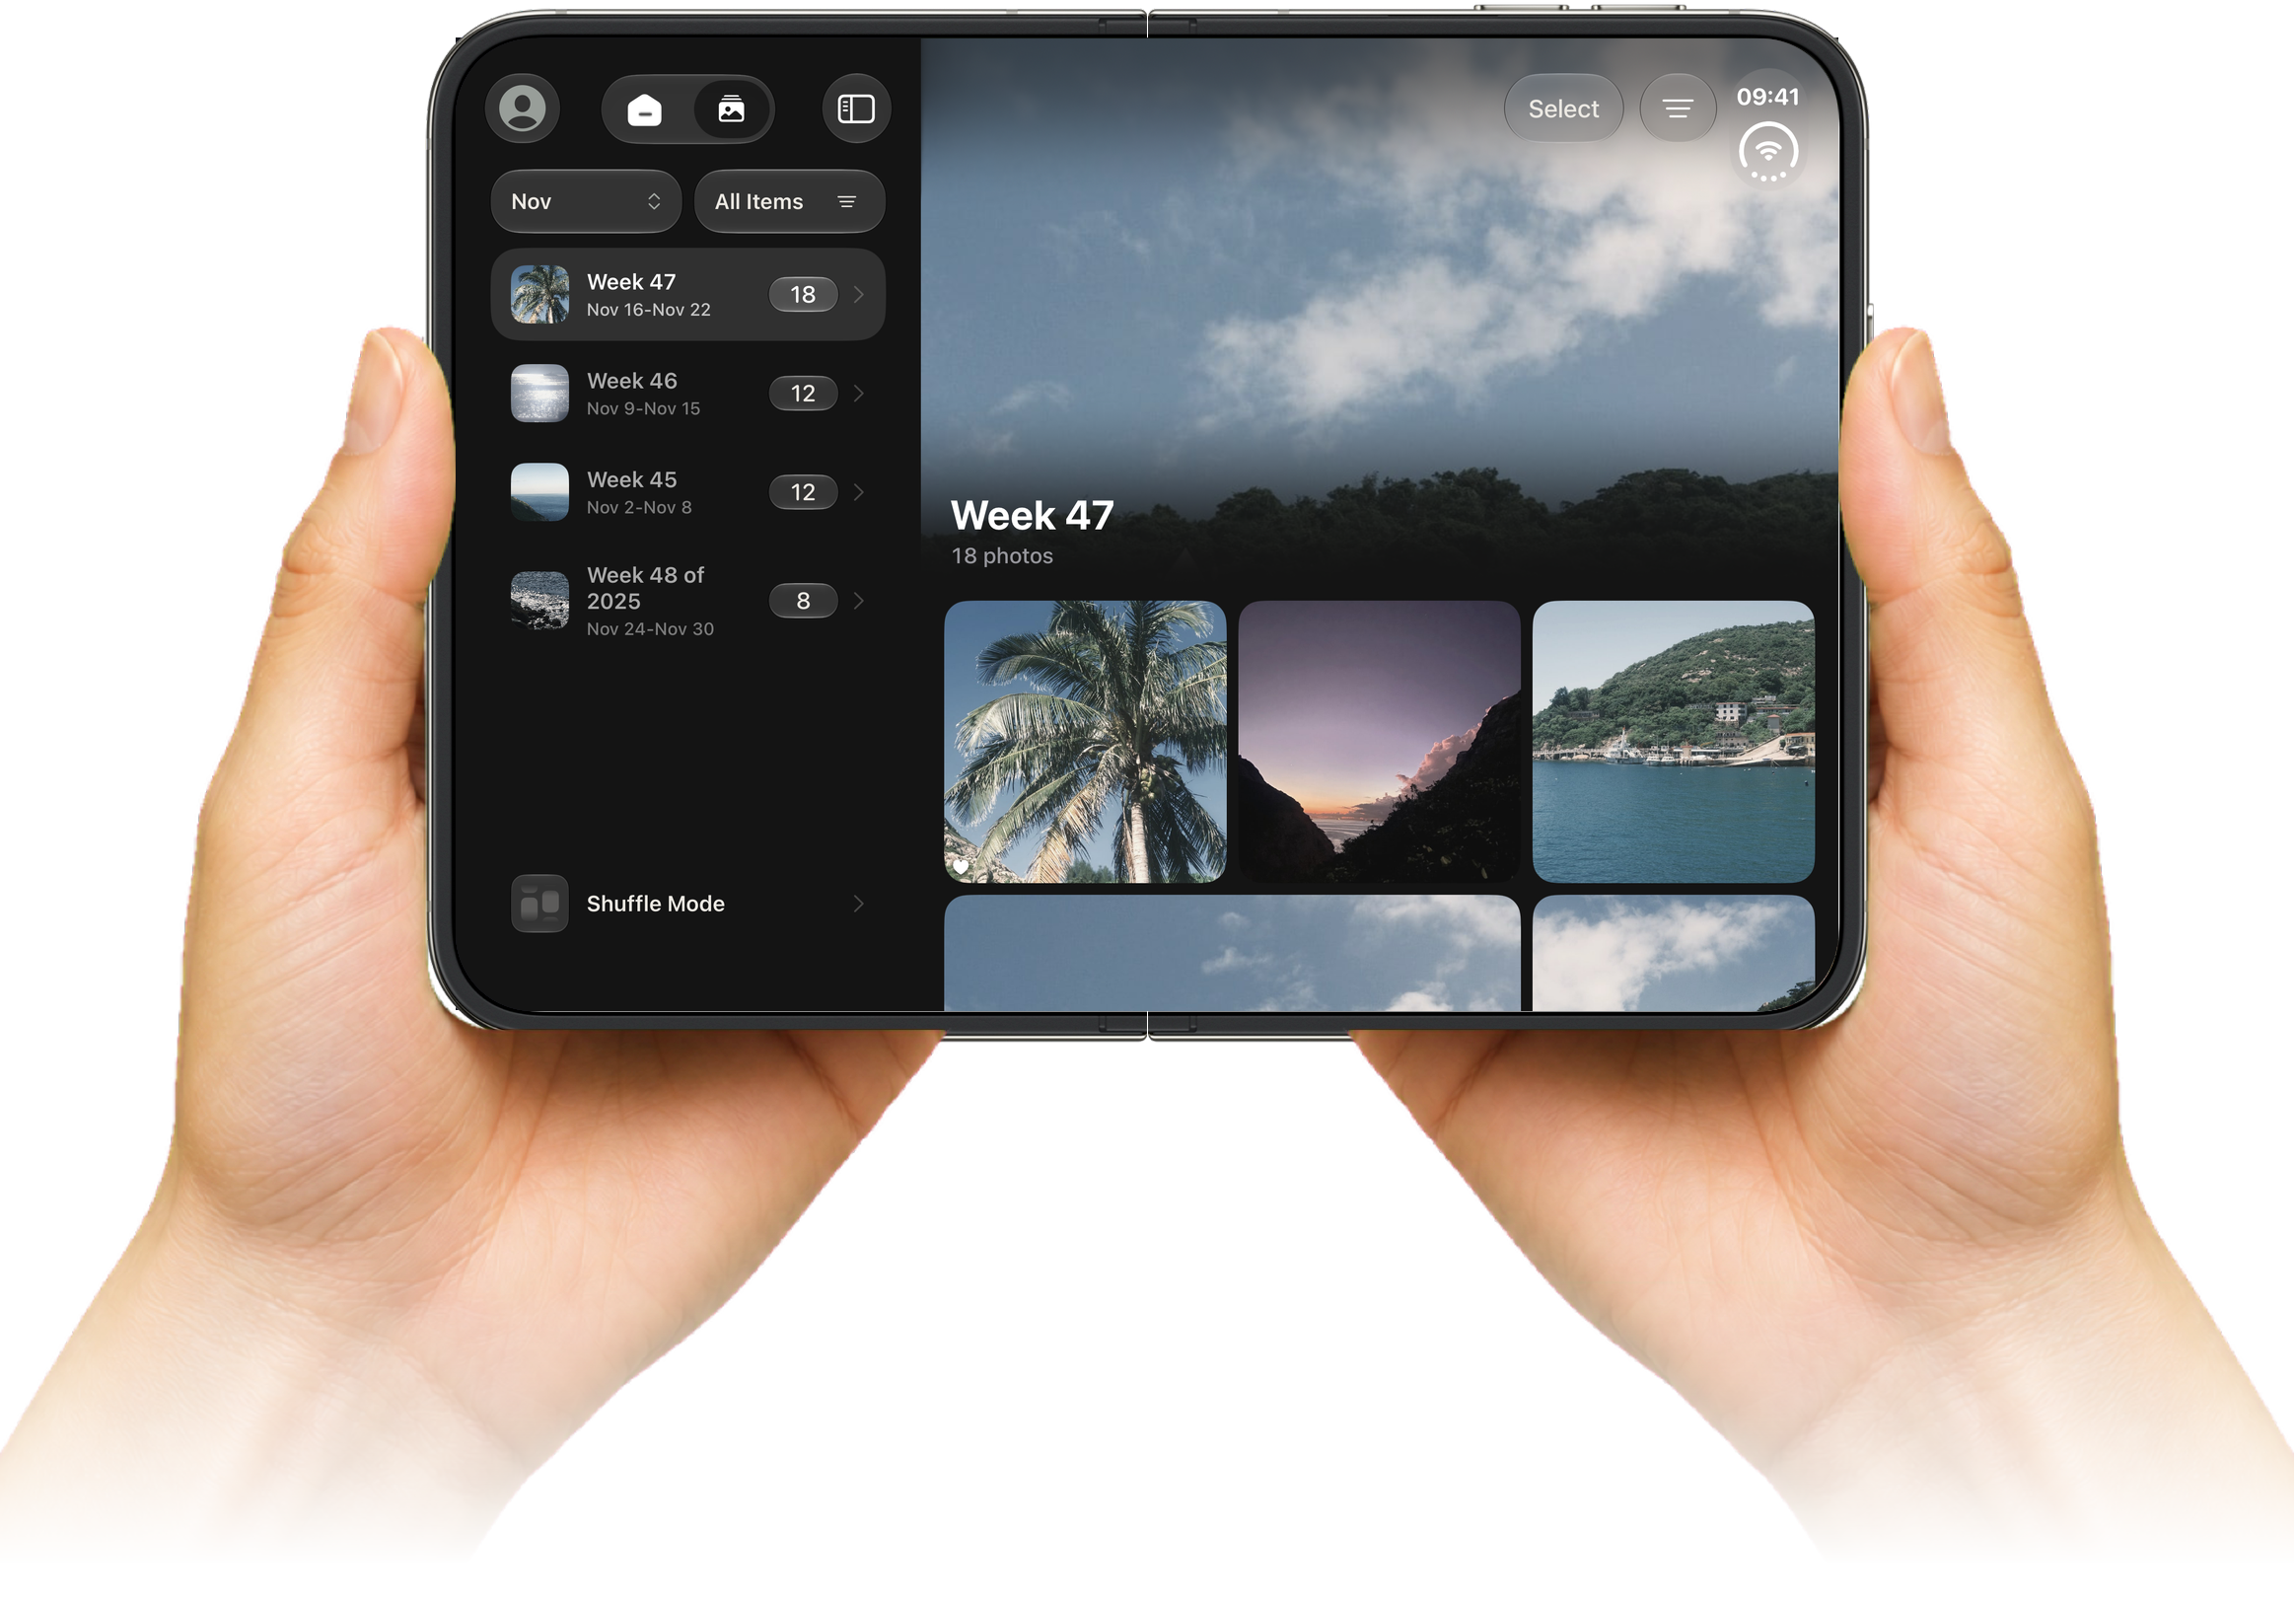 Select
09:41
Nov
All Items
Week 47
Nov 16-Nov 22
18
Week 46
Nov 9-Nov 15
12
Week 45
Nov 2-Nov 8
12
Week 48 of
2025
Nov 24-Nov 30
8
Shuffle Mode
Week 47
18 photos